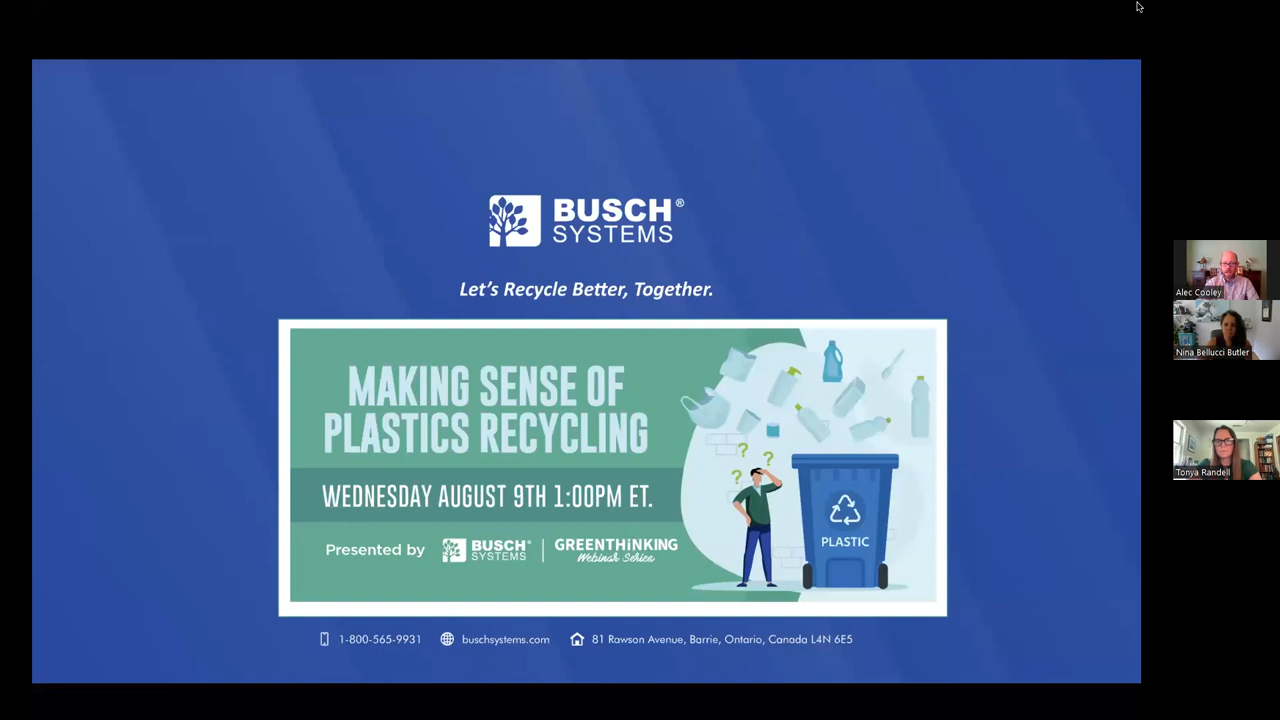 BUSCH®
SYSTEMS
Let's Recycle Better, Together.
MAKING SENSE OF
PLASTICS RECYCLING
WEDNESDAY AUGUST 9TH 1:00PM ET.
Presented by BUSCH® SYSTEMS | GREENTHiNKING Webinar Series
? ? ?
PLASTIC
1-800-565-9931 buschsystems.com 81 Rawson Avenue, Barrie, Ontario, Canada L4N 6E5
Alec Cooley
Nina Bellucci Butler
Tonya Randell